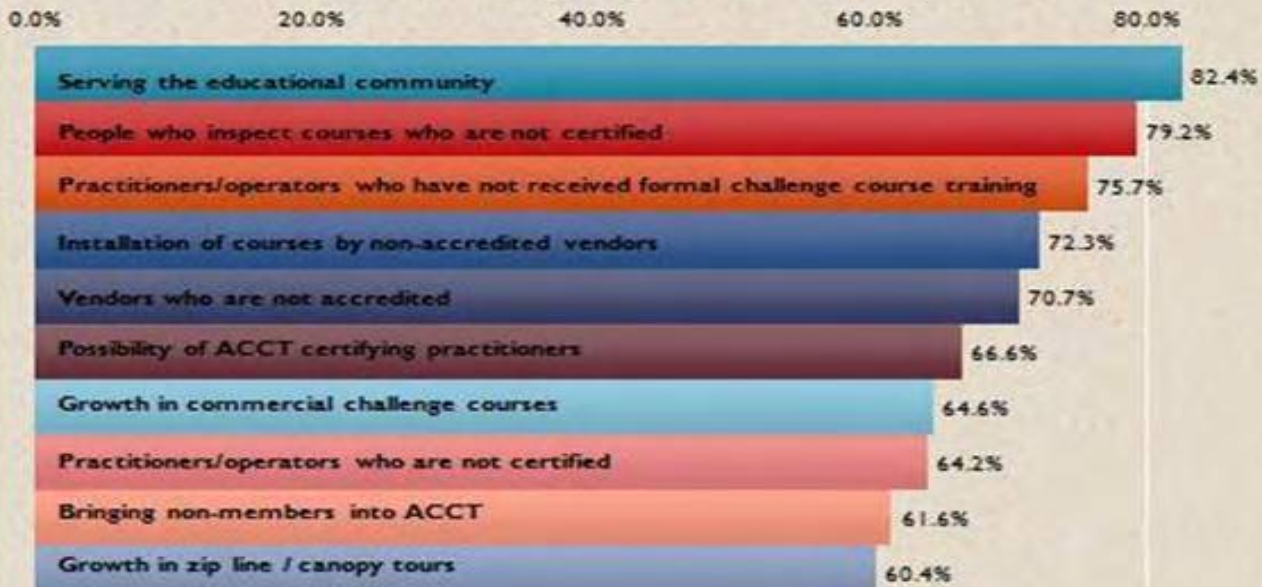 0.0% 20.0% 40.0% 60.0% 80.0%
Serving the educational community 82.4%
People who inspect courses who are not certified 79.2%
Practitioners/operators who have not received formal challenge course training 75.7%
Installation of courses by non-accredited vendors 72.3%
Vendors who are not accredited 70.7%
Possibility of ACCT certifying practitioners 66.6%
Growth in commercial challenge courses 64.6%
Practitioners/operators who are not certified 64.2%
Bringing non-members into ACCT 61.6%
Growth in zip line / canopy tours 60.4%